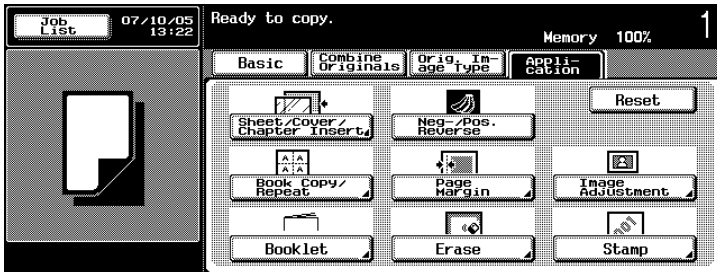 Job
List
07/10/05
13:22
Ready to copy.
Memory 100%
1
Basic
Combine
Originals
Orig. Im-
age Type
Appli-
cation
Sheet/Cover/
Chapter Insert
Neg-/Pos.
Reverse
Reset
A A
A A
Book Copy/
Repeat
Page
Margin
Image
Adjustment
Booklet
Erase
001
Stamp